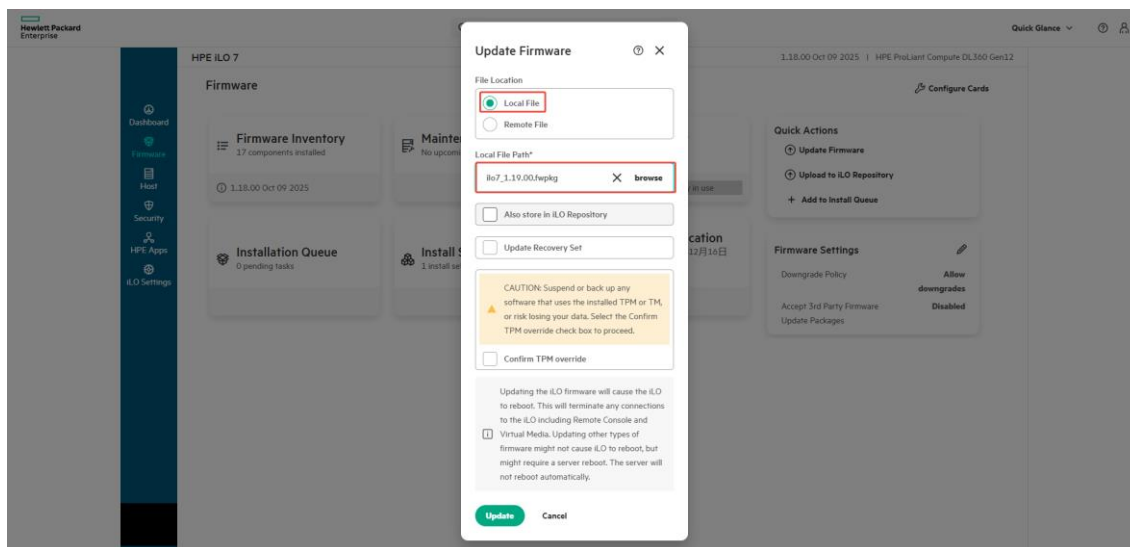 Hewlett Packard
Enterprise
Quick Glance
HPE iLO 7
1.18.00 Oct 09 2025 | HPE ProLiant Compute DL360 Gen12
Firmware
Configure Cards
Dashboard
Firmware
Host
Security
HPE Apps
iLO Settings
Firmware Inventory
17 components installed
1.18.00 Oct 09 2025
Installation Queue
0 pending tasks
Mainte
No upcom
Install S
1 install se
in use
cation
12月16日
Update Firmware
File Location
Local File
Remote File
Local File Path*
ilo7_1.19.00.fwpkg
browse
Also store in iLO Repository
Update Recovery Set
CAUTION: Suspend or back up any
software that uses the installed TPM or TM,
or risk losing your data. Select the Confirm
TPM override check box to proceed.
Confirm TPM override
Updating the iLO firmware will cause the iLO
to reboot. This will terminate any connections
to the iLO including Remote Console and
Virtual Media. Updating other types of
firmware might not cause iLO to reboot, but
might require a server reboot. The server will
not reboot automatically.
Update
Cancel
Quick Actions
Update Firmware
Upload to iLO Repository
+ Add to Install Queue
Firmware Settings
Downgrade Policy
Allow
downgrades
Accept 3rd Party Firmware
Update Packages
Disabled